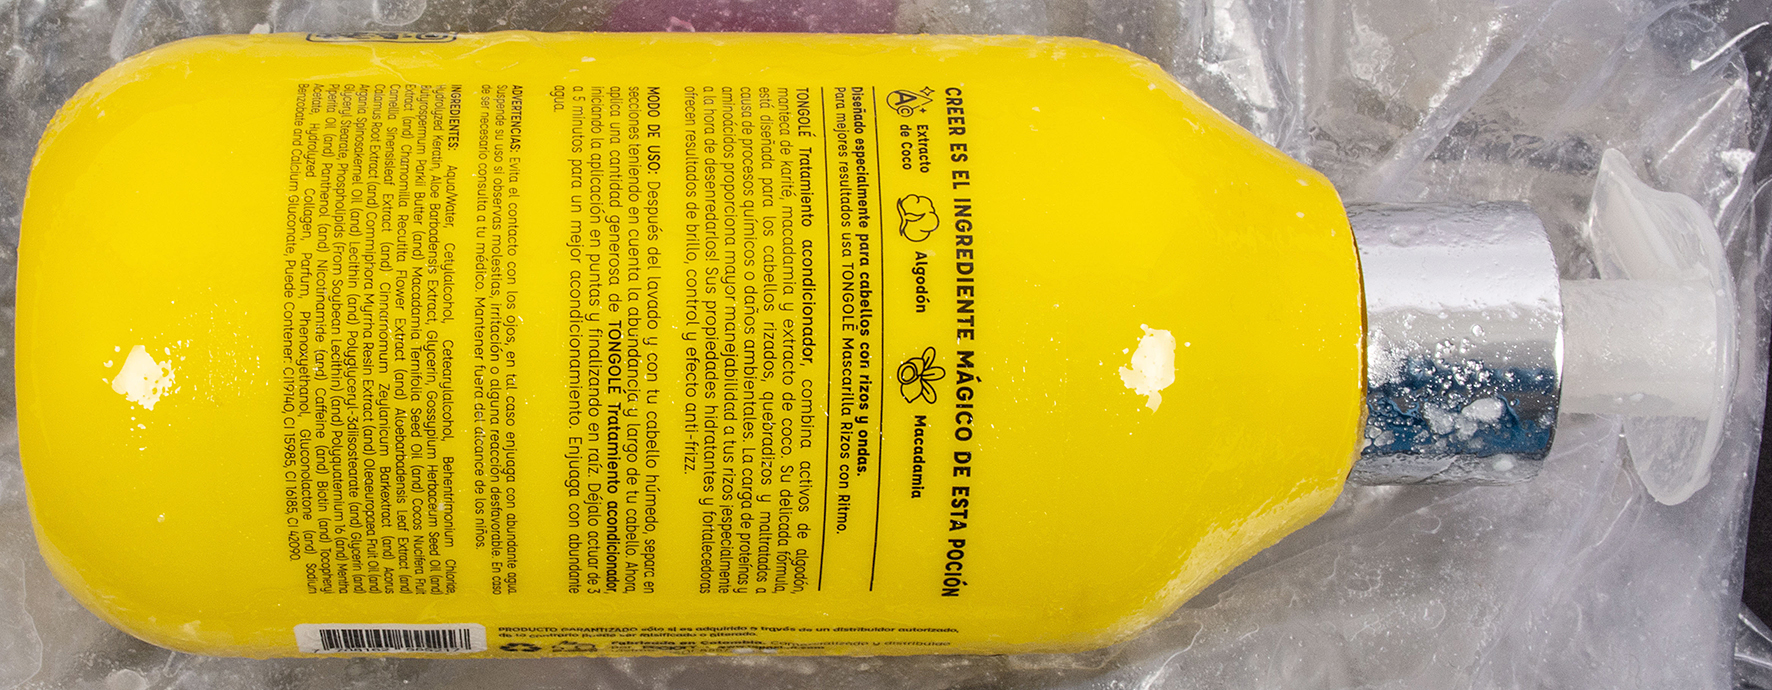 CREER ES EL INGREDIENTE MÁGICO DE ESTA POCIÓN
Extracto
de Coco
Algodón
Macadamia
Diseñado especialmente para cabellos con rizos y ondas.
Para mejores resultados usa TONGOLÉ Mascarilla Rizos con Ritmo.
TONGOLÉ Tratamiento acondicionador, combina activos de algodón,
manteca de karité, macadamia y extracto de coco. Su delicada fórmula,
está diseñada para los cabellos rizados, quebradizos y maltratados a
causa de procesos químicos o daños ambientales. La carga de proteínas y
aminoácidos proporciona mayor manejabilidad a tus rizos ¡especialmente
a la hora de desenredarlos! Sus propiedades hidratantes y fortalecedoras
ofrecen resultados de brillo, control y efecto anti-frizz.
MODO DE USO: Después del lavado y con tu cabello húmedo, separa en
secciones teniendo en cuenta la abundancia y largo de tu cabello. Ahora,
aplica una cantidad generosa de TONGOLÉ Tratamiento acondicionador,
iniciando la aplicación en puntas y finalizando en raíz. Déjalo actuar de 3
a 5 minutos para un mejor acondicionamiento. Enjuaga con abundante
agua.
ADVERTENCIAS: Evita el contacto con los ojos, en tal caso enjuaga con abundante agua.
Suspende su uso si observas molestias, irritación o alguna reacción desfavorable. En caso
de ser necesario consulta a tu médico. Mantener fuera del alcance de los niños.
INGREDIENTES: Aqua/Water, Cetylalcohol, Cetearylalcohol, Behentrimonium Chloride,
Hydrolyzed Keratin, Aloe Barbadensis Extract, Glycerin, Gossypium Herbaceum Seed Oil (and)
Butyrospermum Parkii Butter (and) Macadamia Ternifolia Seed Oil (and) Cocos Nucifera Fruit
Extract (and) Chamomilla Recutita Flower Extract (and) Aloebarbadensis Leaf Extract (and)
Camellia Sinensisleaf Extract (and) Cinnamomum Zeylanicum Barkextract (and) Acorus
Calamus Root Extract (and) Commiphora Myrrha Resin Extract (and) Oleaeuropaea Fruit Oil (and)
Argania Spinosakernel Oil (and) Lecithin (and) Polyglyceryl-3diisostearate (and) Glycerin (and)
Glyceryl Stearate, Phospholipids (From Soybean Lecithin) (and) Polyquaternium 16 (and) Mentha
Piperita Oil (and) Panthenol (and) Nicotinamide (and) Caffeine (and) Biotin (and) Tocopheryl
Acetate, Hydrolyzed Collagen, Parfum, Phenoxyethanol, Gluconolactone (and) Sodium
Benzoate and Calcium Gluconate, Puede Contener: CI 19140, CI 15985, CI 16185, CI 42090.
PRODUCTO GARANTIZADO sólo si es adquirido a través de un distribuidor autorizado,
de lo contrario puede ser falsificado o alterado.
Fabricado en Colombia. Comercializado y distribuido